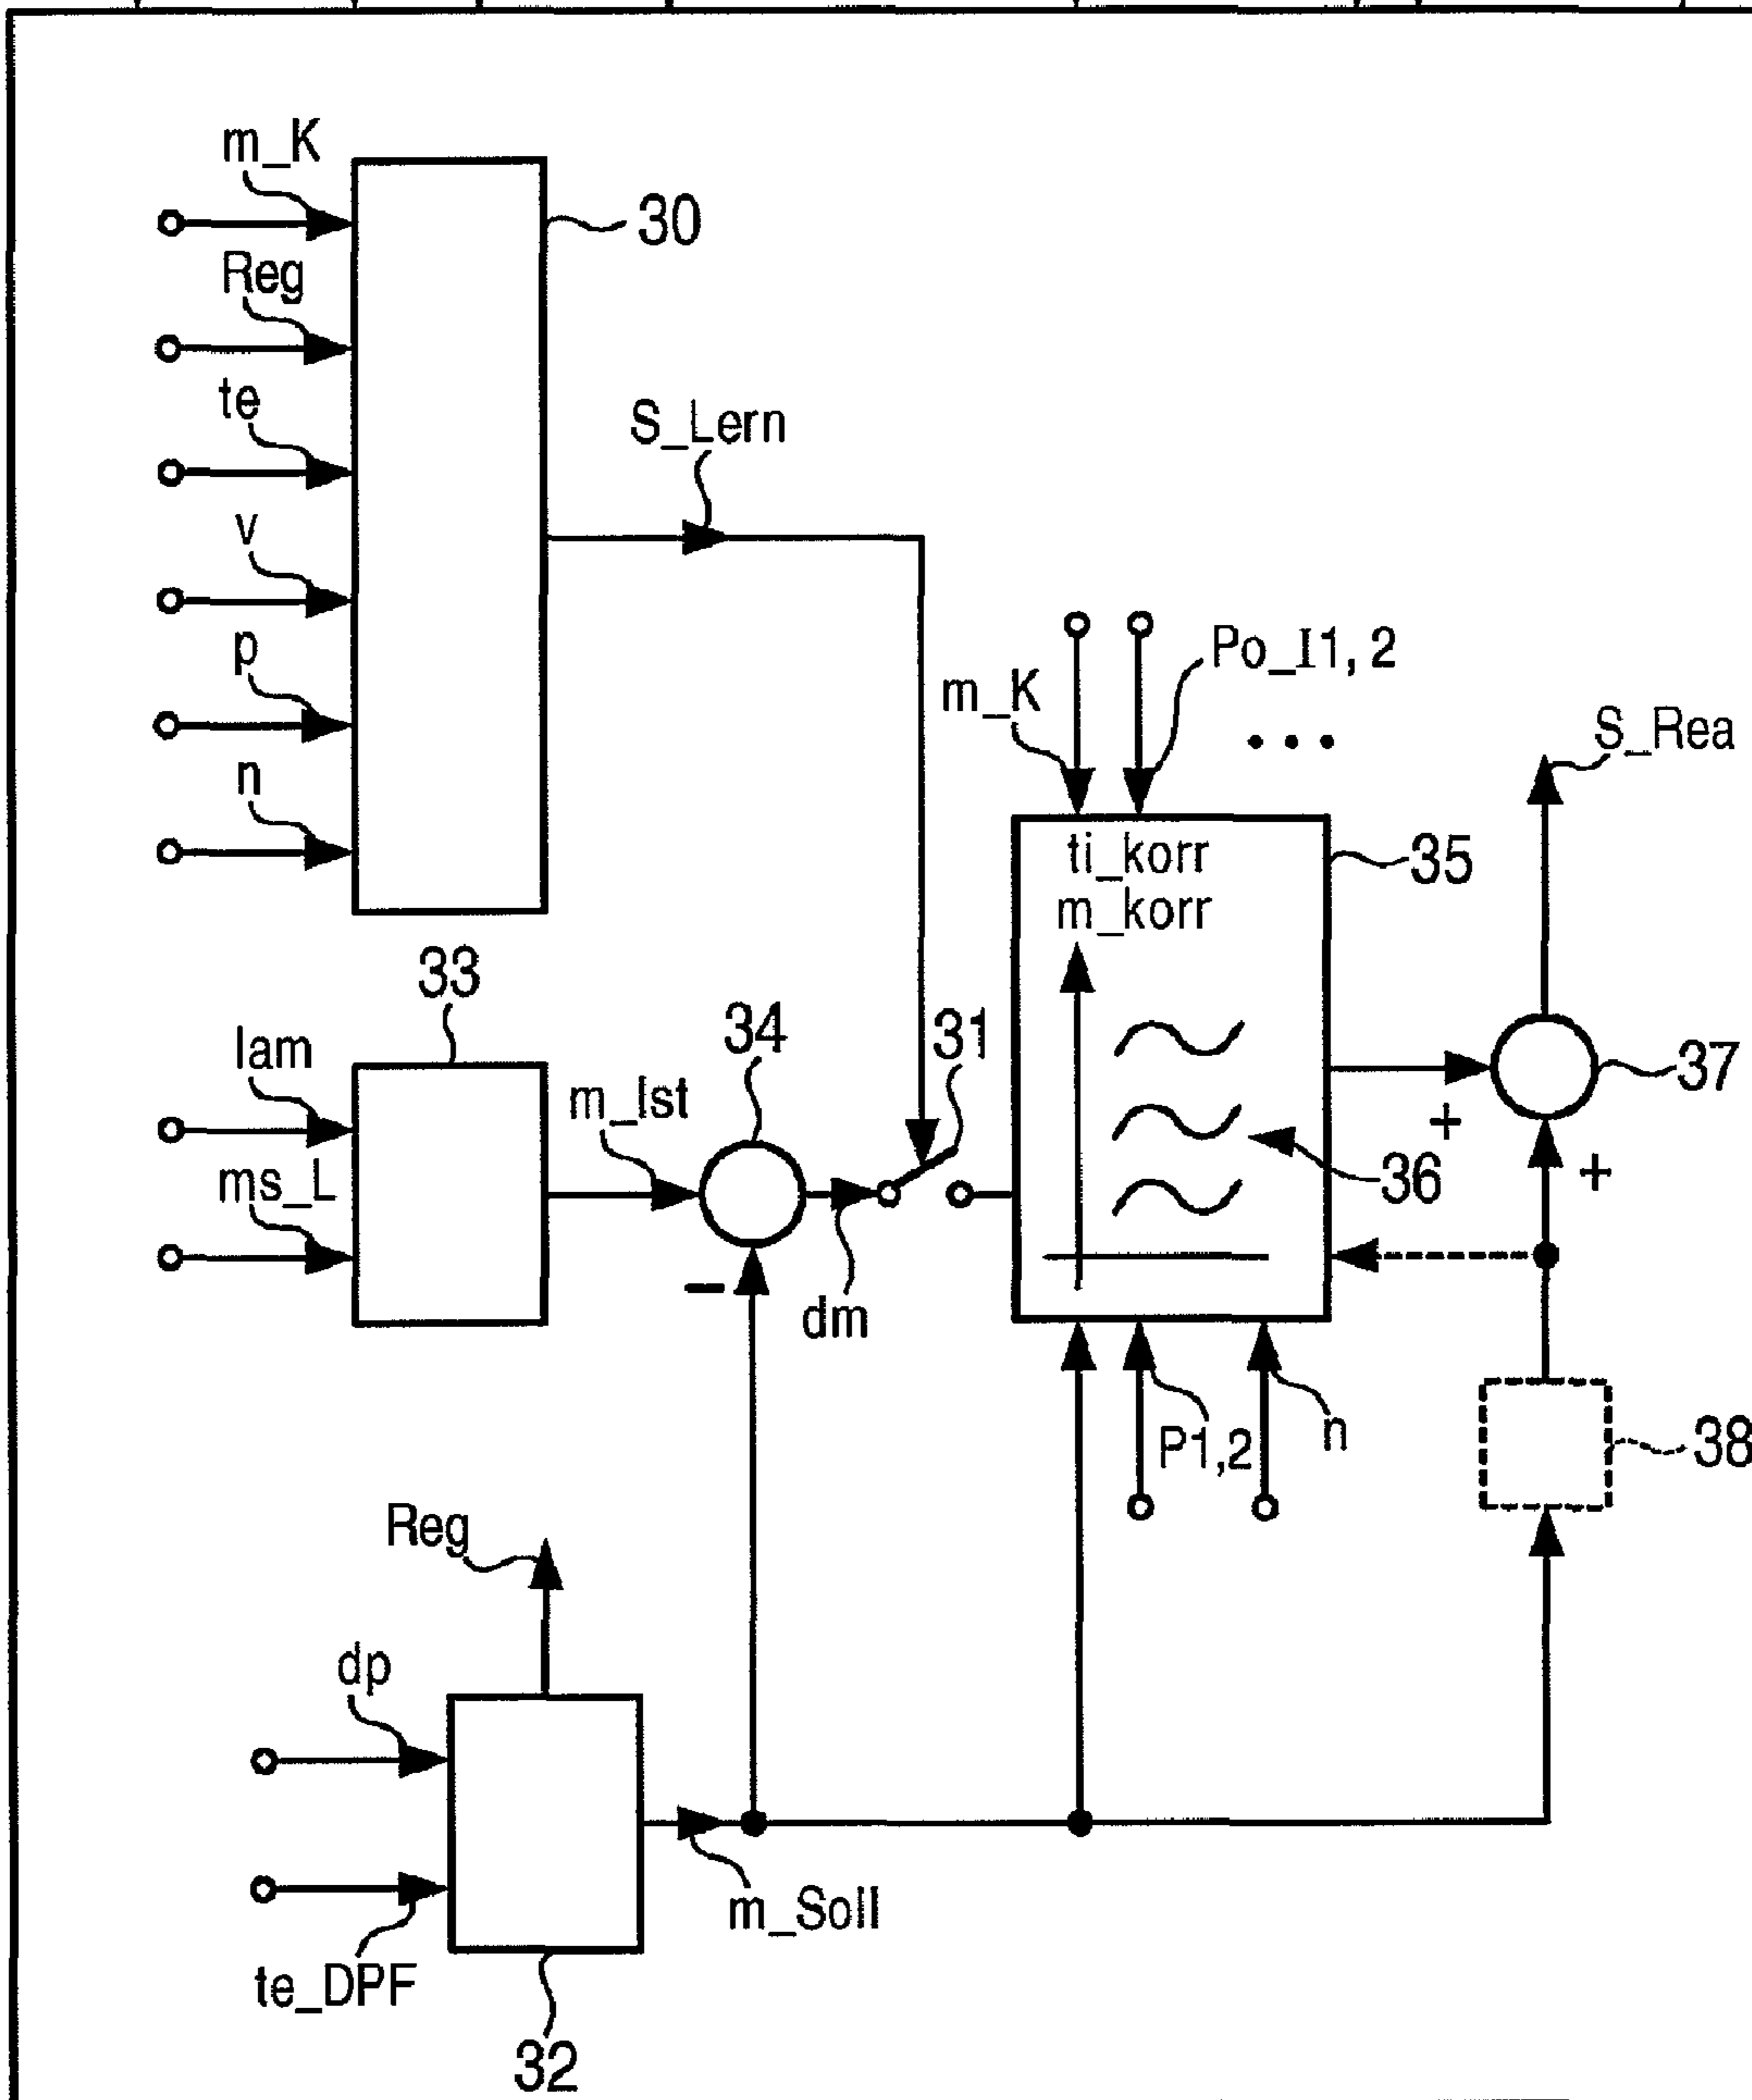 m_K
30
Reg
te
S_Lern
v
p
n
m_K
Po_I1, 2
...
S_Rea
ti_korr
m_korr
35
33
34
31
lam
m_Ist
ms_L
+
37
+
36
−
dm
P1,2
n
38
Reg
dp
m_Soll
te_DPF
32